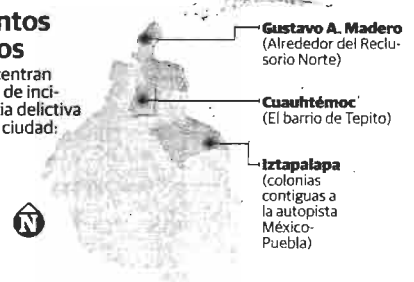 ntos
os
entran
de inci-
ia delictiva
ciudad:
Gustavo A. Madero
(Alrededor del Reclu-
sorio Norte)
Cuauhtémoc
(El barrio de Tepito)
Iztapalapa
(colonias
contiguas a
la autopista
México-
Puebla)
N